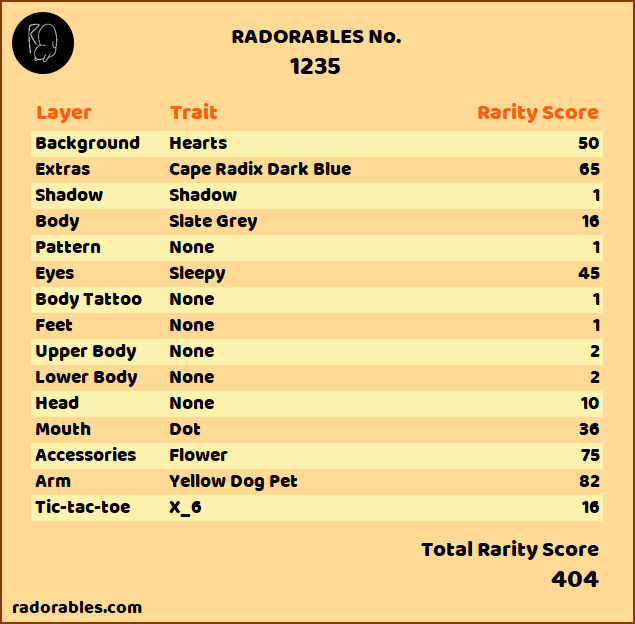 RADORABLES No.
1235
Layer Trait Rarity Score
Background Hearts 50
Extras Cape Radix Dark Blue 65
Shadow Shadow 1
Body Slate Grey 16
Pattern None 1
Eyes Sleepy 45
Body Tattoo None 1
Feet None 1
Upper Body None 2
Lower Body None 2
Head None 10
Mouth Dot 36
Accessories Flower 75
Arm Yellow Dog Pet 82
Tic-tac-toe X_6 16
Total Rarity Score
404
radorables.com